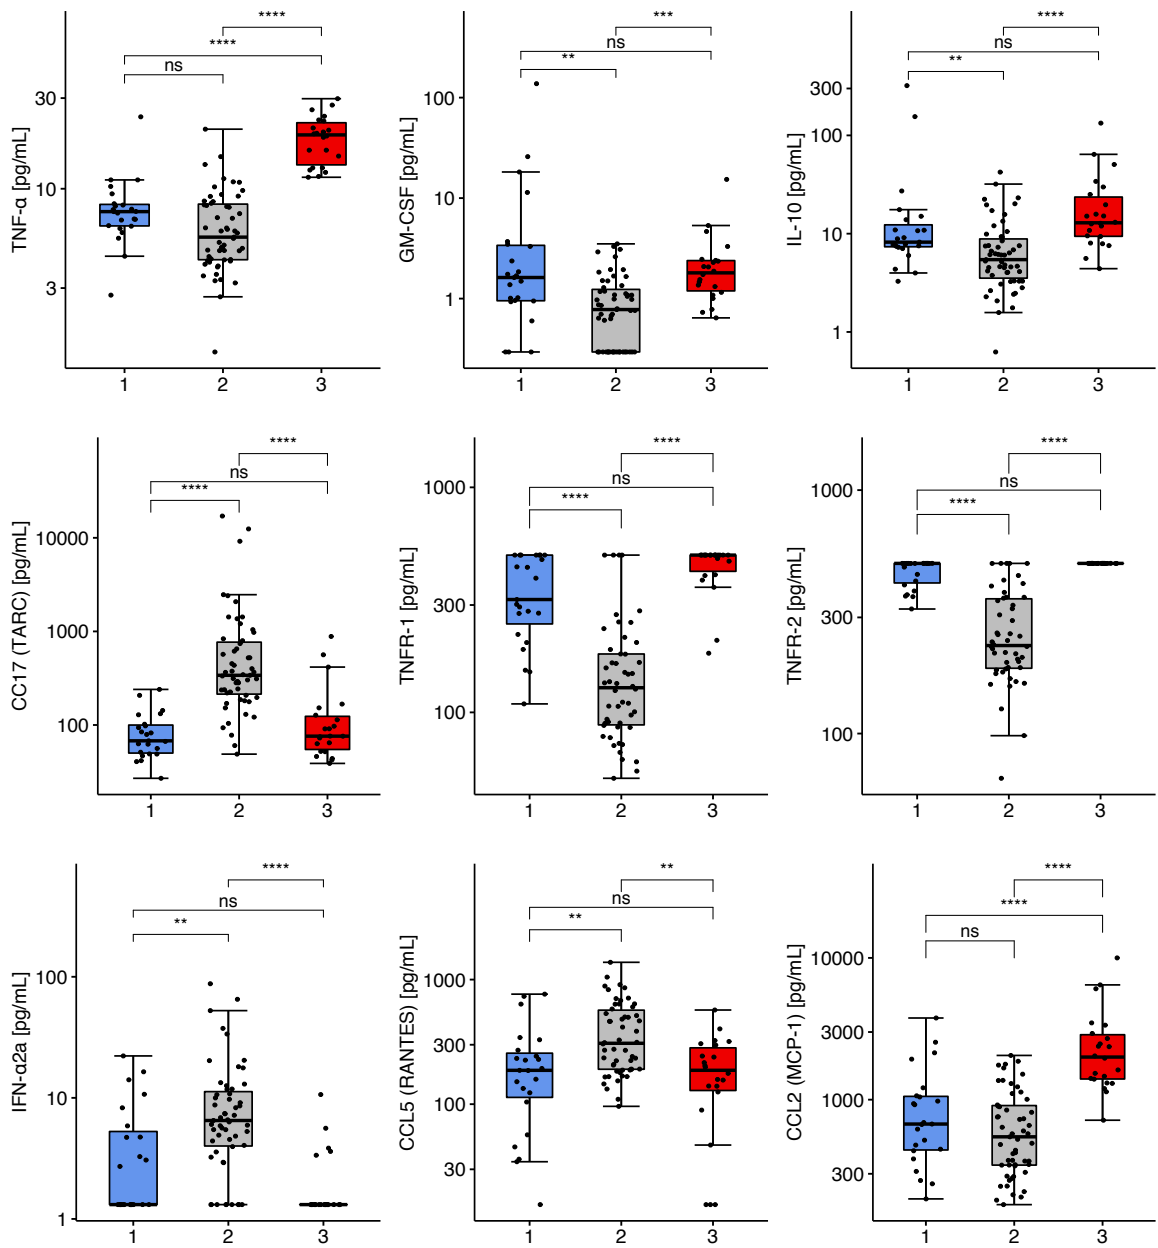 TNF-α [pg/mL]
30
10
3
ns
****
****
1 2 3
GM-CSF [pg/mL]
100
10
1
**
ns
***
1 2 3
IL-10 [pg/mL]
300
100
10
1
**
ns
****
1 2 3
CC17 (TARC) [pg/mL]
10000
1000
100
****
ns
****
1 2 3
TNFR-1 [pg/mL]
1000
300
100
****
ns
****
1 2 3
TNFR-2 [pg/mL]
1000
300
100
****
ns
****
1 2 3
IFN-α2a [pg/mL]
100
10
1
**
ns
****
1 2 3
CCL5 (RANTES) [pg/mL]
1000
300
100
30
**
ns
**
1 2 3
CCL2 (MCP-1) [pg/mL]
10000
3000
1000
300
ns
****
****
1 2 3